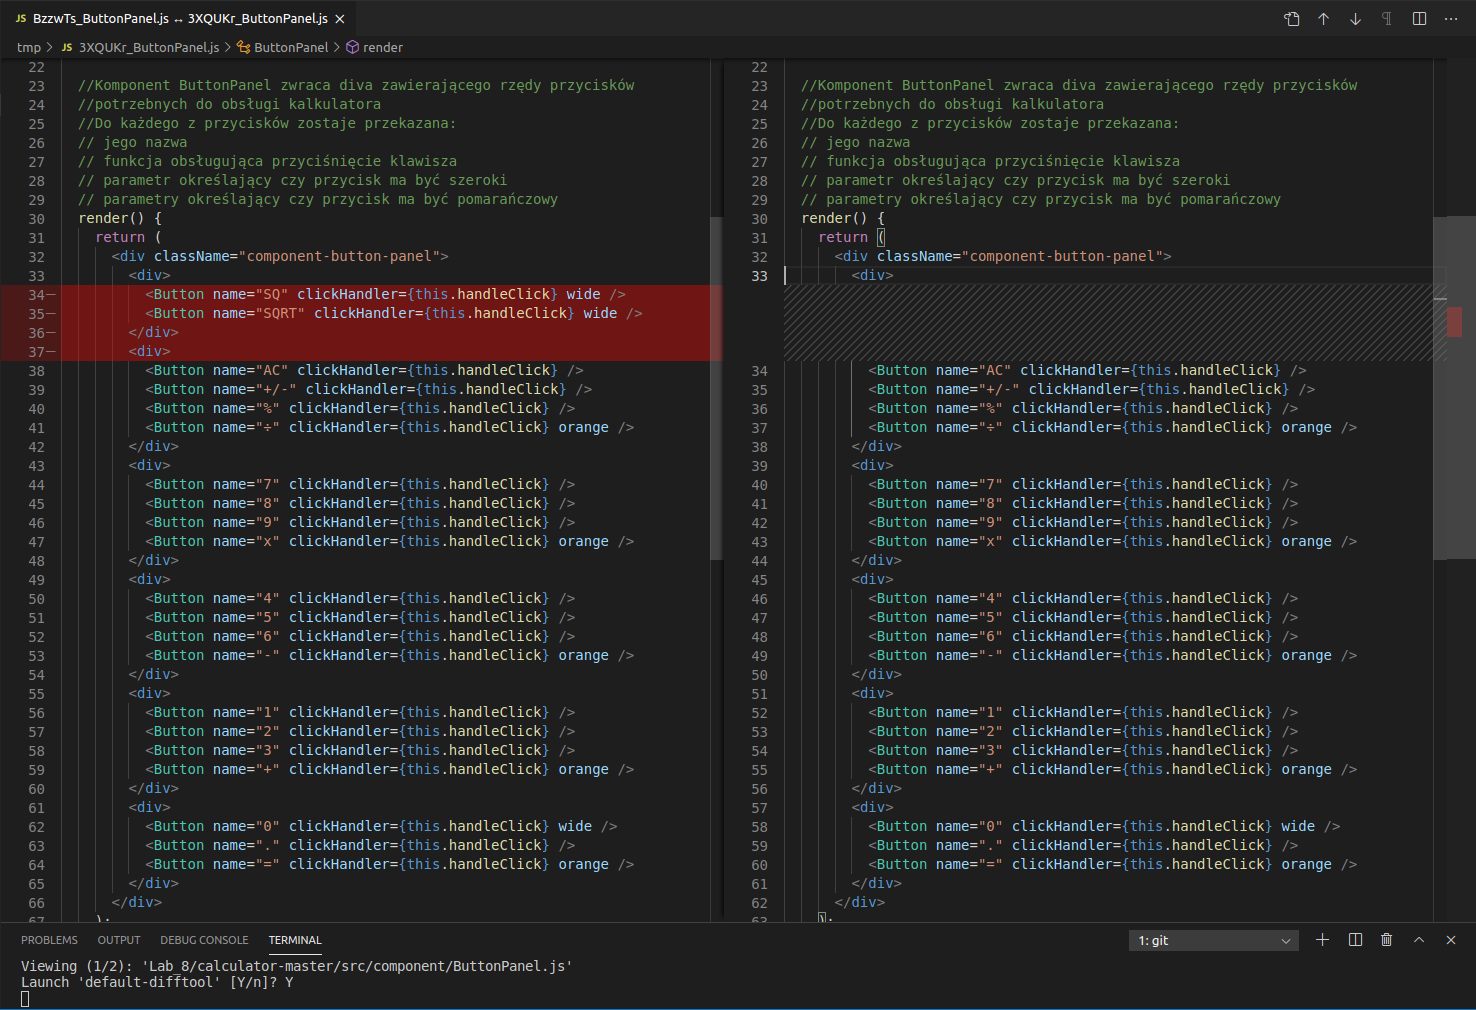 JS BzzwTs_ButtonPanel.js ↔ 3XQUKr_ButtonPanel.js ×
tmp > JS 3XQUKr_ButtonPanel.js > ButtonPanel > render
22
23 //Komponent ButtonPanel zwraca diva zawierającego rzędy przycisków
24 //potrzebnych do obsługi kalkulatora
25 //Do każdego z przycisków zostaje przekazana:
26 // jego nazwa
27 // funkcja obsługująca przyciśnięcie klawisza
28 // parametr określający czy przycisk ma być szeroki
29 // parametry określający czy przycisk ma być pomarańczowy
30 render() {
31 return (
32 <div className="component-button-panel">
33 <div>
34— <Button name="SQ" clickHandler={this.handleClick} wide />
35— <Button name="SQRT" clickHandler={this.handleClick} wide />
36— </div>
37— <div>
38 <Button name="AC" clickHandler={this.handleClick} />
39 <Button name="+/-" clickHandler={this.handleClick} />
40 <Button name="%" clickHandler={this.handleClick} />
41 <Button name="÷" clickHandler={this.handleClick} orange />
42 </div>
43 <div>
44 <Button name="7" clickHandler={this.handleClick} />
45 <Button name="8" clickHandler={this.handleClick} />
46 <Button name="9" clickHandler={this.handleClick} />
47 <Button name="x" clickHandler={this.handleClick} orange />
48 </div>
49 <div>
50 <Button name="4" clickHandler={this.handleClick} />
51 <Button name="5" clickHandler={this.handleClick} />
52 <Button name="6" clickHandler={this.handleClick} />
53 <Button name="-" clickHandler={this.handleClick} orange />
54 </div>
55 <div>
56 <Button name="1" clickHandler={this.handleClick} />
57 <Button name="2" clickHandler={this.handleClick} />
58 <Button name="3" clickHandler={this.handleClick} />
59 <Button name="+" clickHandler={this.handleClick} orange />
60 </div>
61 <div>
62 <Button name="0" clickHandler={this.handleClick} wide />
63 <Button name="." clickHandler={this.handleClick} />
64 <Button name="=" clickHandler={this.handleClick} orange />
65 </div>
66 </div>
67 );
22
23 //Komponent ButtonPanel zwraca diva zawierającego rzędy przycisków
24 //potrzebnych do obsługi kalkulatora
25 //Do każdego z przycisków zostaje przekazana:
26 // jego nazwa
27 // funkcja obsługująca przyciśnięcie klawisza
28 // parametr określający czy przycisk ma być szeroki
29 // parametry określający czy przycisk ma być pomarańczowy
30 render() {
31 return (
32 <div className="component-button-panel">
33 <div>
34 <Button name="AC" clickHandler={this.handleClick} />
35 <Button name="+/-" clickHandler={this.handleClick} />
36 <Button name="%" clickHandler={this.handleClick} />
37 <Button name="÷" clickHandler={this.handleClick} orange />
38 </div>
39 <div>
40 <Button name="7" clickHandler={this.handleClick} />
41 <Button name="8" clickHandler={this.handleClick} />
42 <Button name="9" clickHandler={this.handleClick} />
43 <Button name="x" clickHandler={this.handleClick} orange />
44 </div>
45 <div>
46 <Button name="4" clickHandler={this.handleClick} />
47 <Button name="5" clickHandler={this.handleClick} />
48 <Button name="6" clickHandler={this.handleClick} />
49 <Button name="-" clickHandler={this.handleClick} orange />
50 </div>
51 <div>
52 <Button name="1" clickHandler={this.handleClick} />
53 <Button name="2" clickHandler={this.handleClick} />
54 <Button name="3" clickHandler={this.handleClick} />
55 <Button name="+" clickHandler={this.handleClick} orange />
56 </div>
57 <div>
58 <Button name="0" clickHandler={this.handleClick} wide />
59 <Button name="." clickHandler={this.handleClick} />
60 <Button name="=" clickHandler={this.handleClick} orange />
61 </div>
62 </div>
63 );
PROBLEMS OUTPUT DEBUG CONSOLE TERMINAL 1: git
Viewing (1/2): 'Lab_8/calculator-master/src/component/ButtonPanel.js'
Launch 'default-difftool' [Y/n]? Y